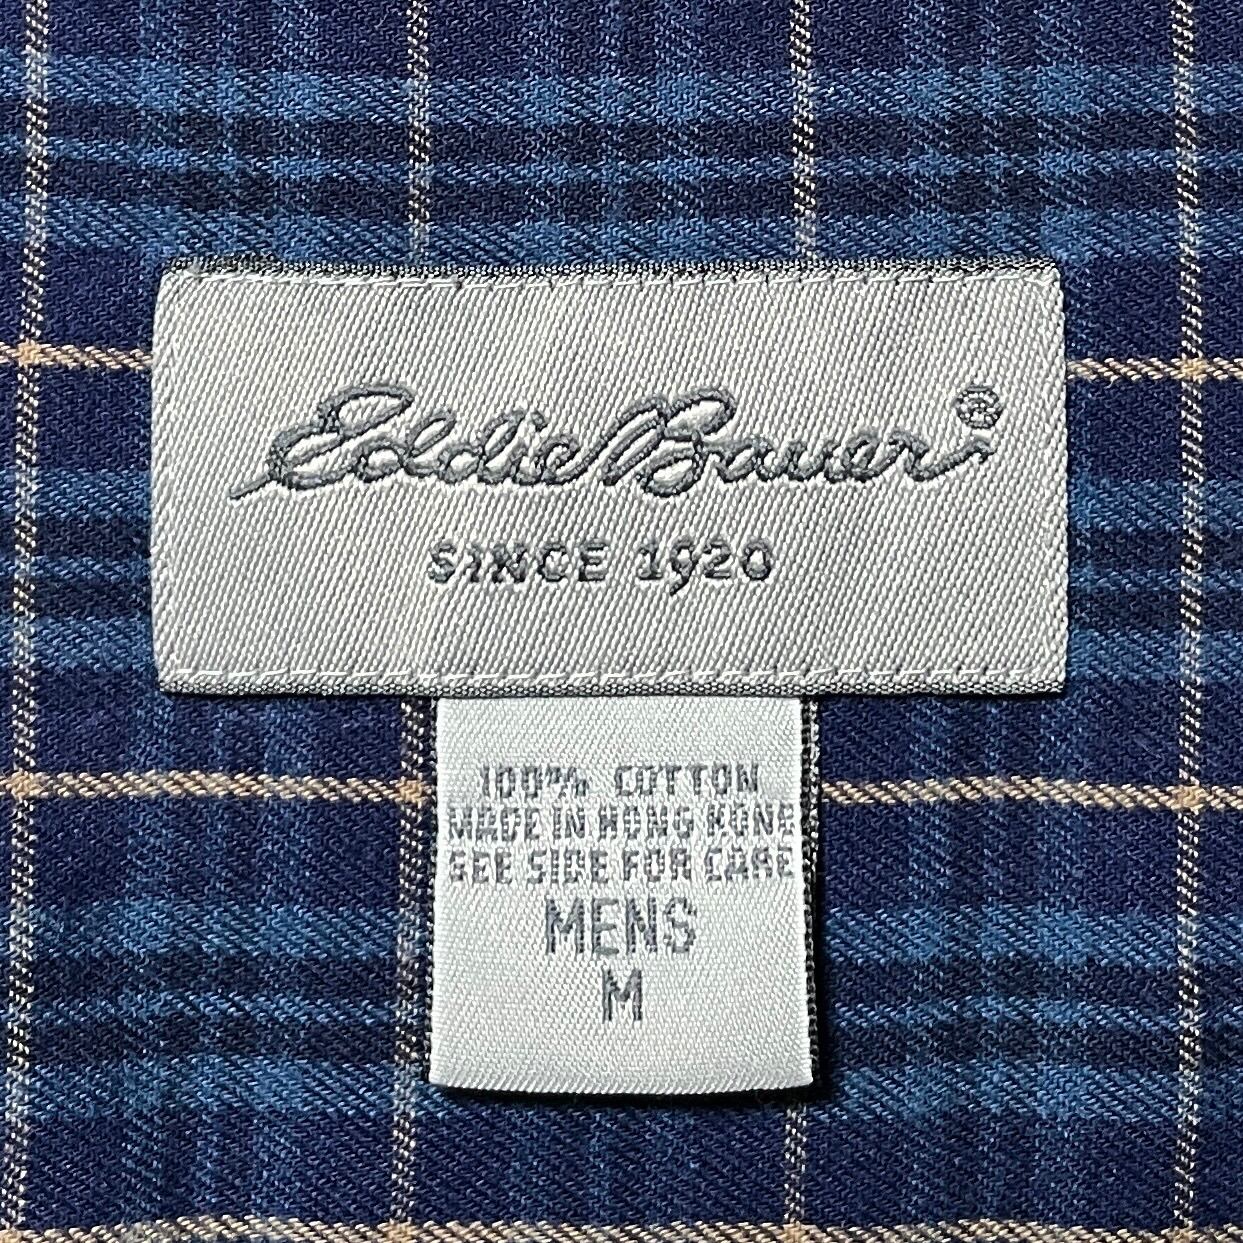 Eddie Bauer®
SINCE 1920
100% COTTON
MADE IN HONG KONG
SEE SIDE FOR CARE
MENS
M